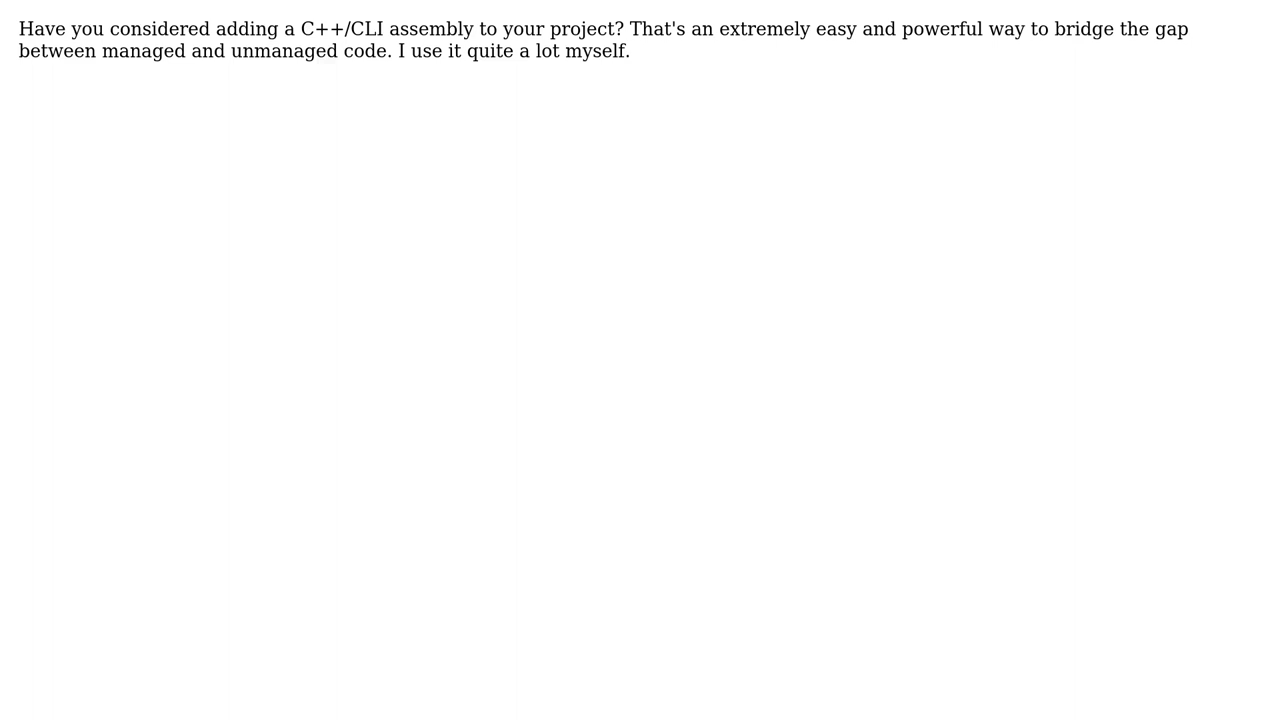 Have you considered adding a C++/CLI assembly to your project? That's an extremely easy and powerful way to bridge the gap
between managed and unmanaged code. I use it quite a lot myself.